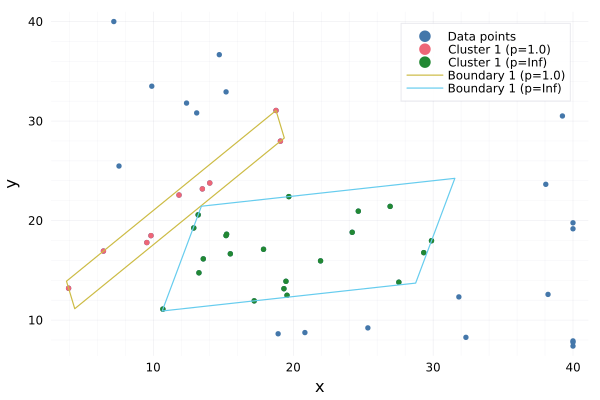 40
30
20
10
y
10
20
30
40
x
Data points
Cluster 1 (p=1.0)
Cluster 1 (p=Inf)
Boundary 1 (p=1.0)
Boundary 1 (p=Inf)